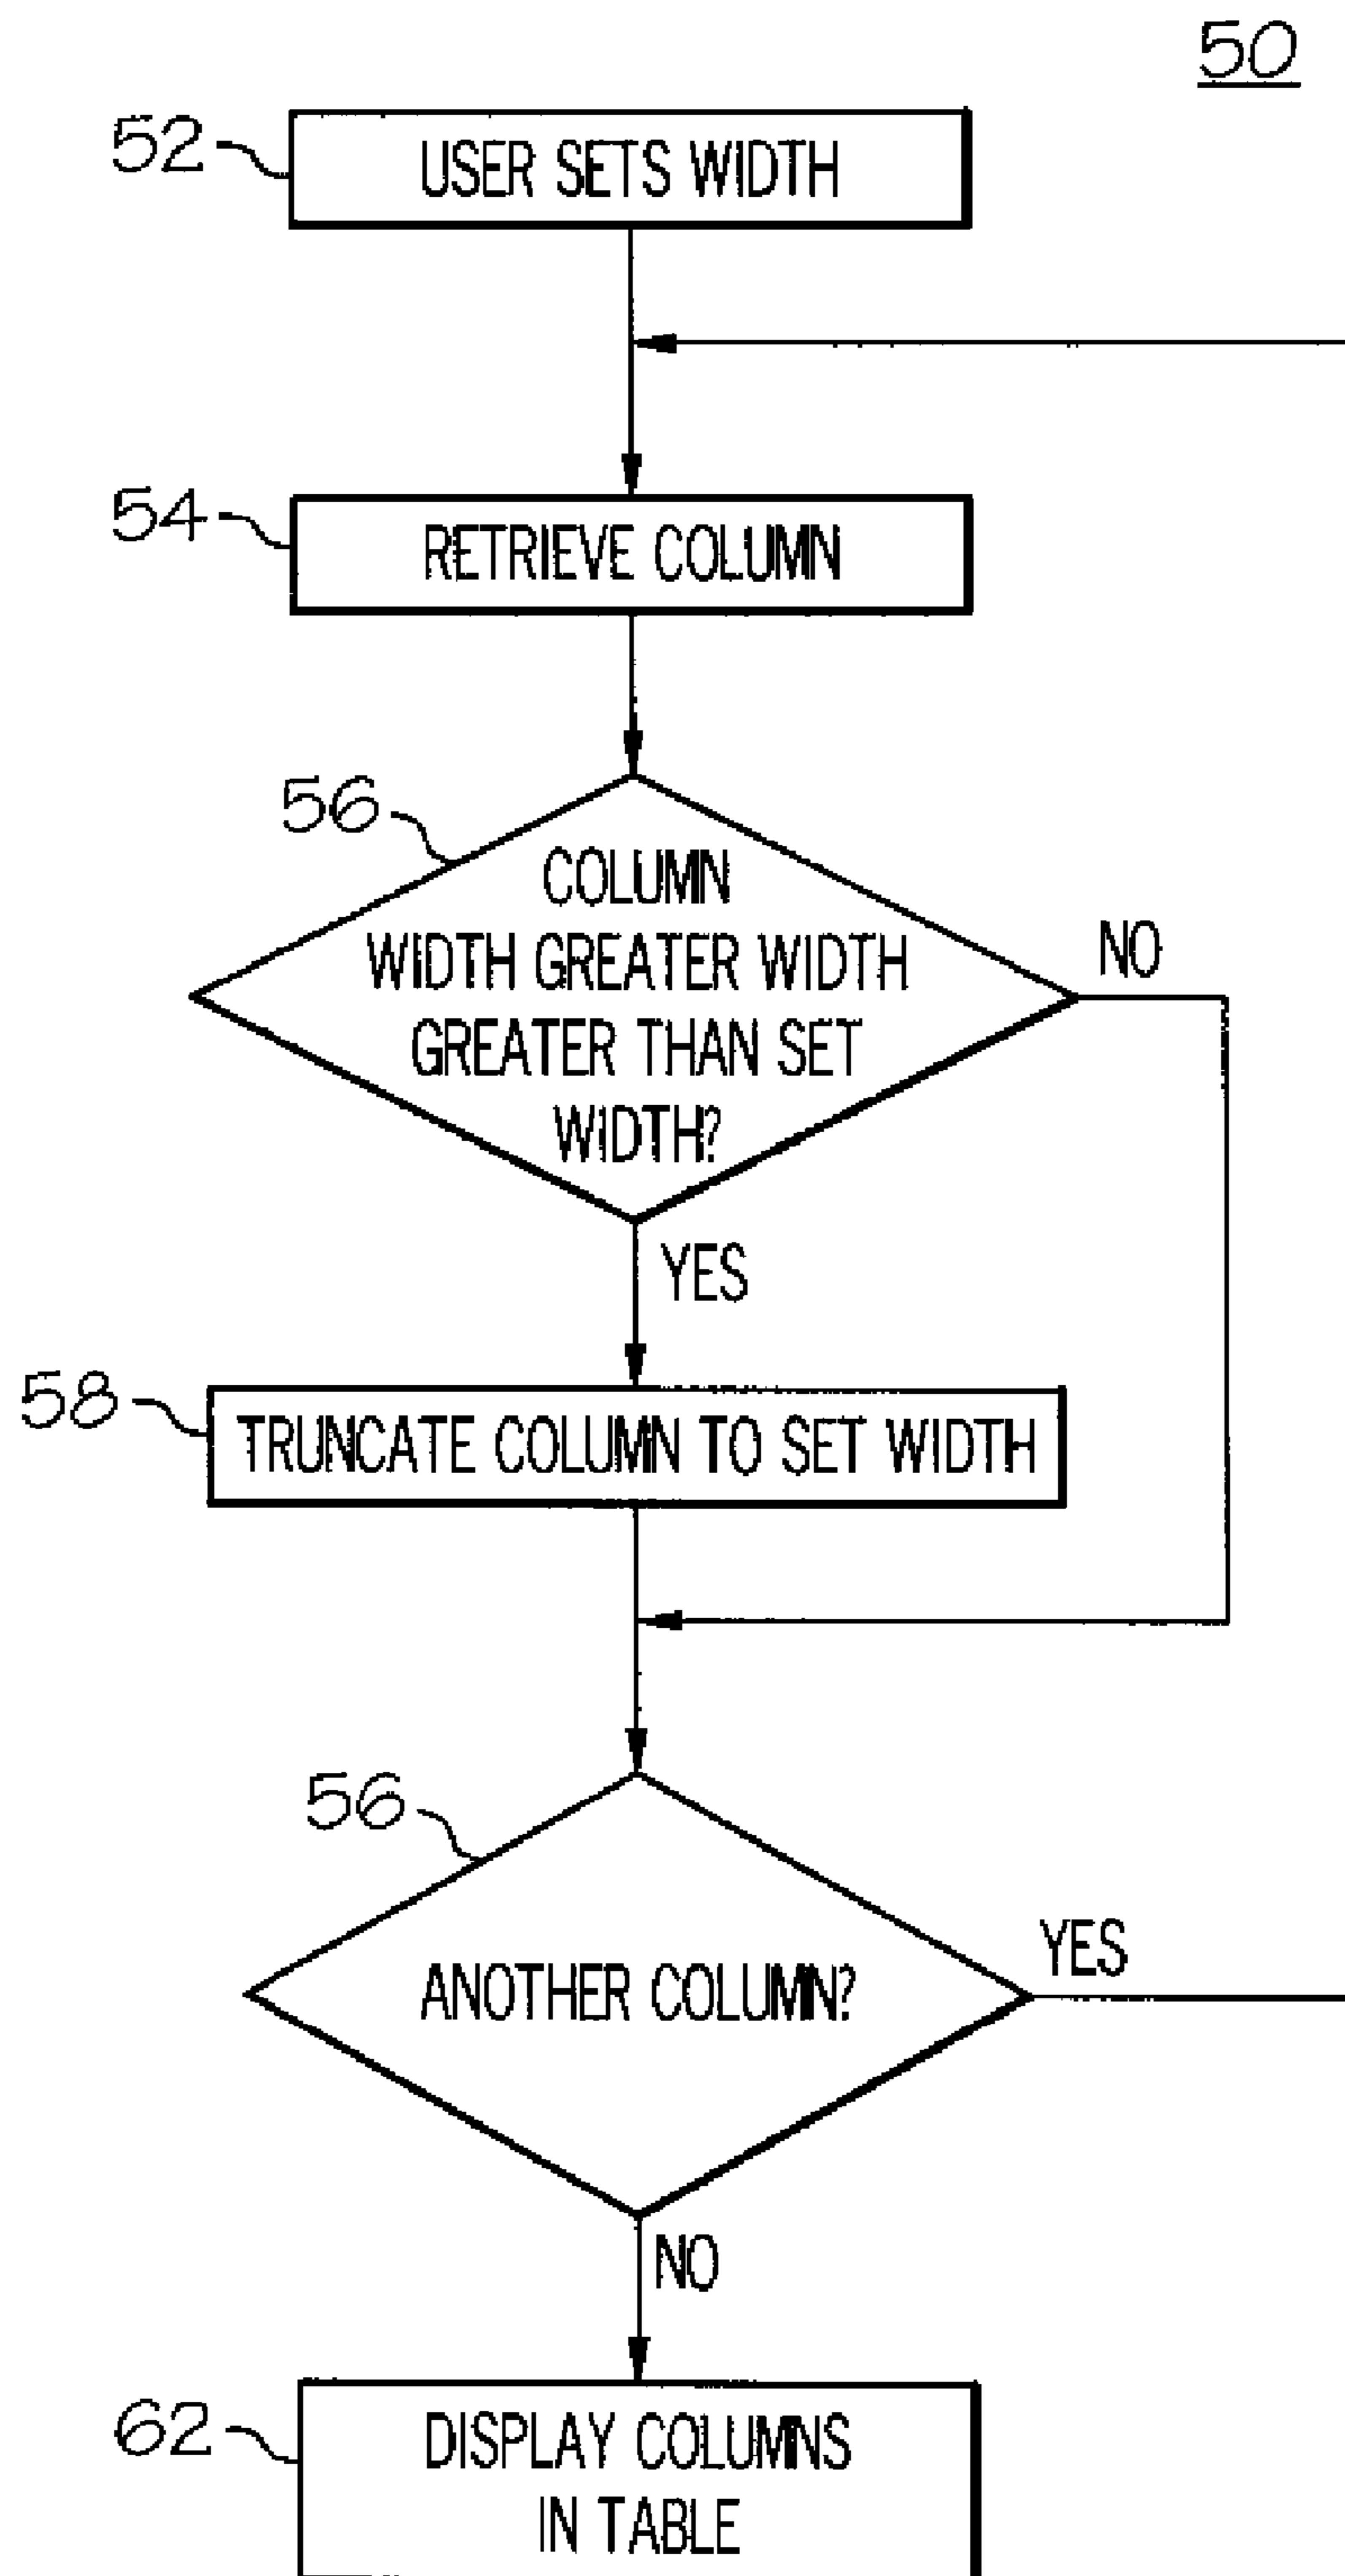 50
52
USER SETS WIDTH
54
RETRIEVE COLUMN
56
COLUMN
WIDTH GREATER WIDTH
GREATER THAN SET
WIDTH?
NO
YES
58
TRUNCATE COLUMN TO SET WIDTH
56
ANOTHER COLUMN?
YES
NO
62
DISPLAY COLUMNS
IN TABLE